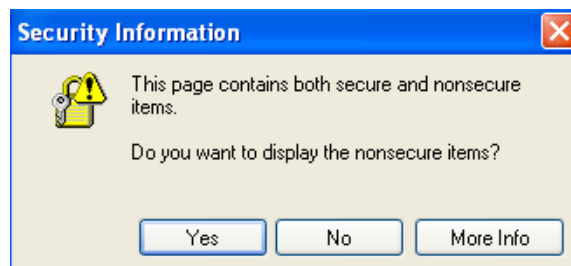 Security Information
This page contains both secure and nonsecure
items.
Do you want to display the nonsecure items?
Yes No More Info